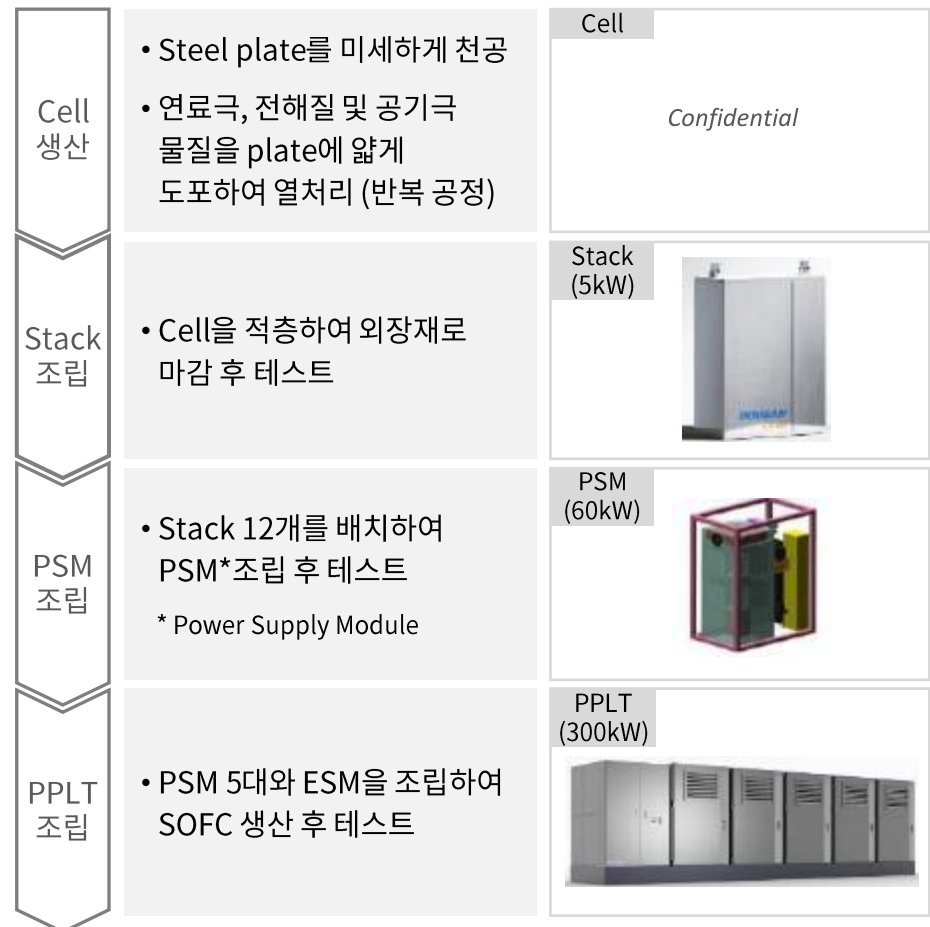 Cell
생산
• Steel plate를 미세하게 천공
• 연료극, 전해질 및 공기극
물질을 plate에 얇게
도포하여 열처리 (반복 공정)
Cell
Confidential
Stack
조립
• Cell을 적층하여 외장재로
마감 후 테스트
Stack
(5kW)
DOOSAN
PSM
조립
• Stack 12개를 배치하여
PSM*조립 후 테스트
* Power Supply Module
PSM
(60kW)
PPLT
조립
• PSM 5대와 ESM을 조립하여
SOFC 생산 후 테스트
PPLT
(300kW)